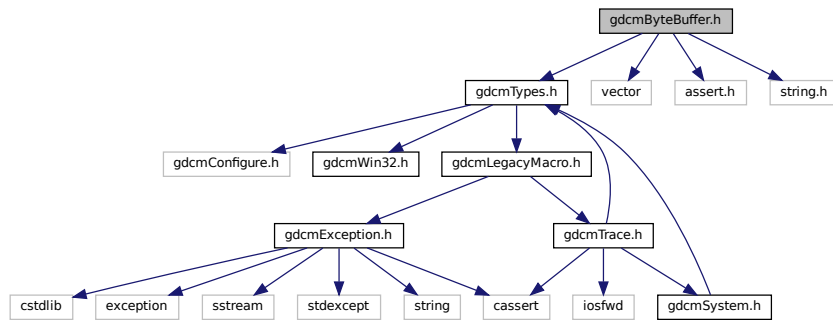 gdcmByteBuffer.h
gdcmTypes.h
vector
assert.h
string.h
gdcmConfigure.h
gdcmWin32.h
gdcmLegacyMacro.h
gdcmException.h
gdcmTrace.h
cstdlib
exception
sstream
stdexcept
string
cassert
iosfwd
gdcmSystem.h